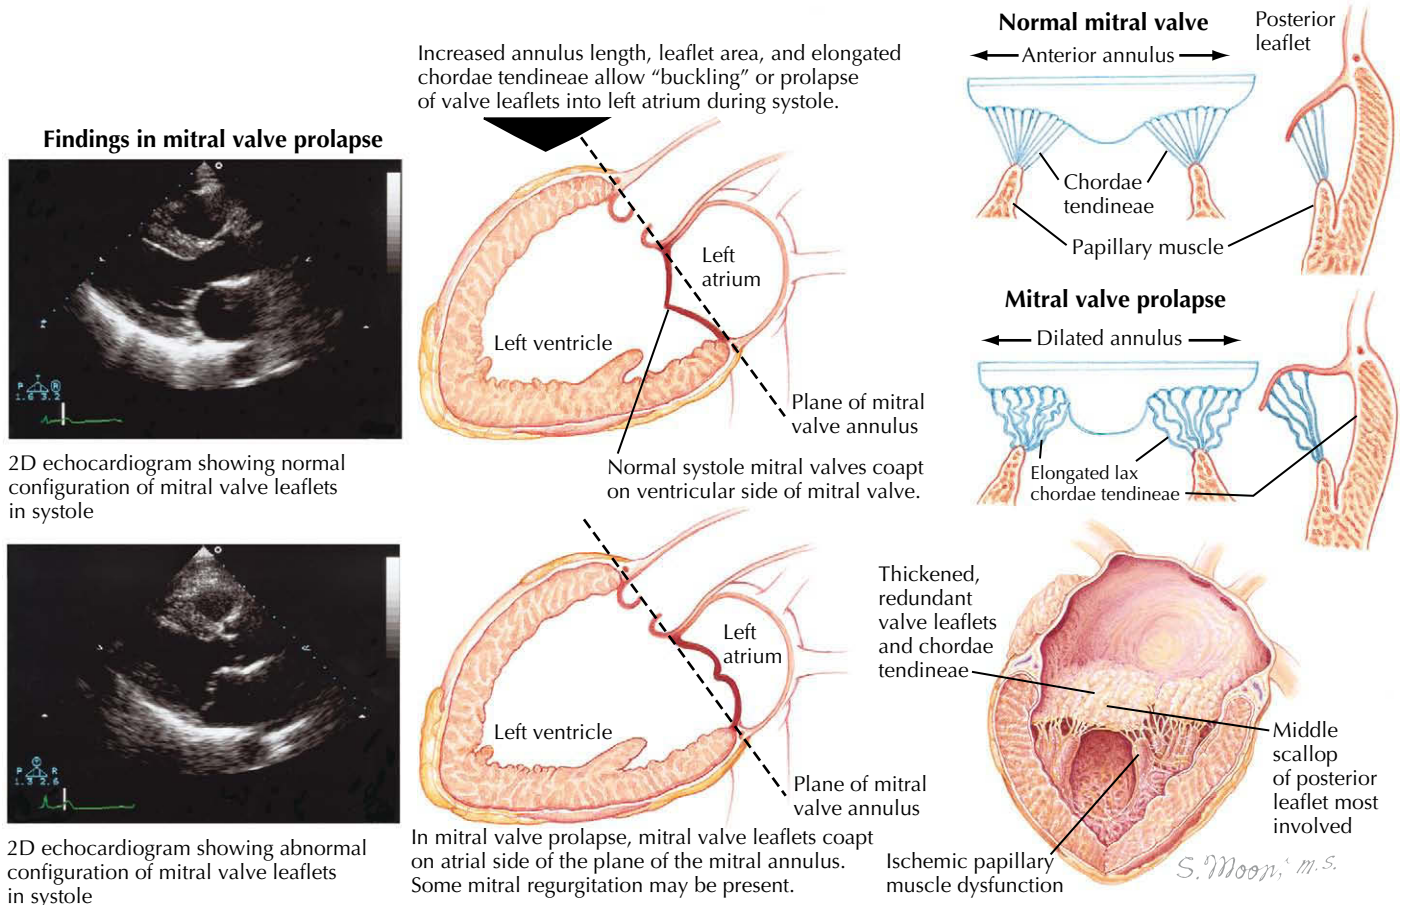 Findings in mitral valve prolapse
2D echocardiogram showing normal
configuration of mitral valve leaflets
in systole
2D echocardiogram showing abnormal
configuration of mitral valve leaflets
in systole
Increased annulus length, leaflet area, and elongated
chordae tendineae allow “buckling” or prolapse
of valve leaflets into left atrium during systole.
Left
atrium
Left ventricle
Plane of mitral
valve annulus
Normal systole mitral valves coapt
on ventricular side of mitral valve.
Left
atrium
Left ventricle
Plane of mitral
valve annulus
In mitral valve prolapse, mitral valve leaflets coapt
on atrial side of the plane of the mitral annulus.
Some mitral regurgitation may be present.
Normal mitral valve
Anterior annulus
Posterior
leaflet
Chordae
tendineae
Papillary muscle
Mitral valve prolapse
Dilated annulus
Elongated lax
chordae tendineae
Thickened,
redundant
valve leaflets
and chordae
tendineae
Middle
scallop
of posterior
leaflet most
involved
Ischemic papillary
muscle dysfunction
S. Moon, M.S.